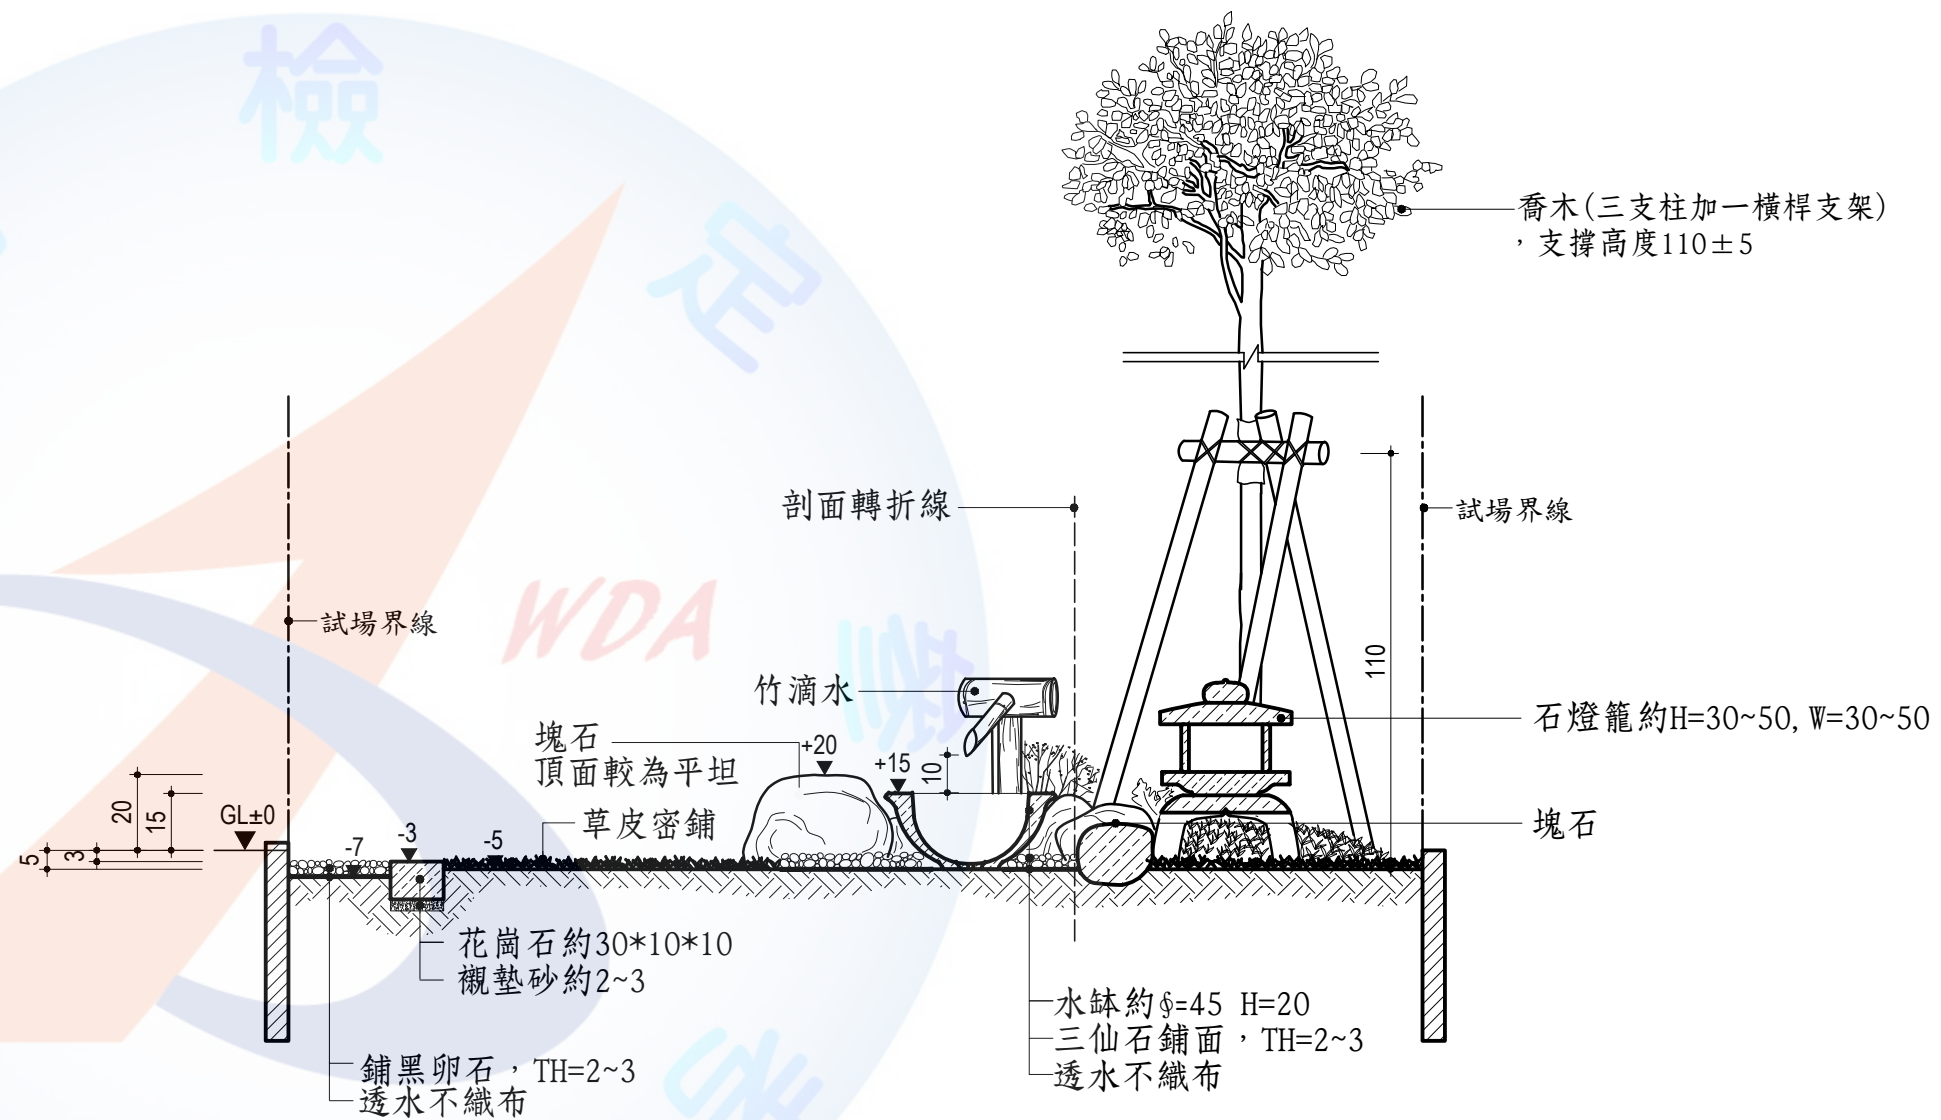 檢
定
WDA
喬木(三支柱加一橫桿支架)
，支撐高度110±5
剖面轉折線
試場界線
試場界線
110
竹滴水
石燈籠約H=30~50, W=30~50
塊石
頂面較為平坦
+20
+15
10
草皮密鋪
塊石
20
15
GL±0
5
3
-7
-3
-5
花崗石約30*10*10
襯墊砂約2~3
水缽約∮=45 H=20
三仙石鋪面，TH=2~3
透水不織布
鋪黑卵石，TH=2~3
透水不織布